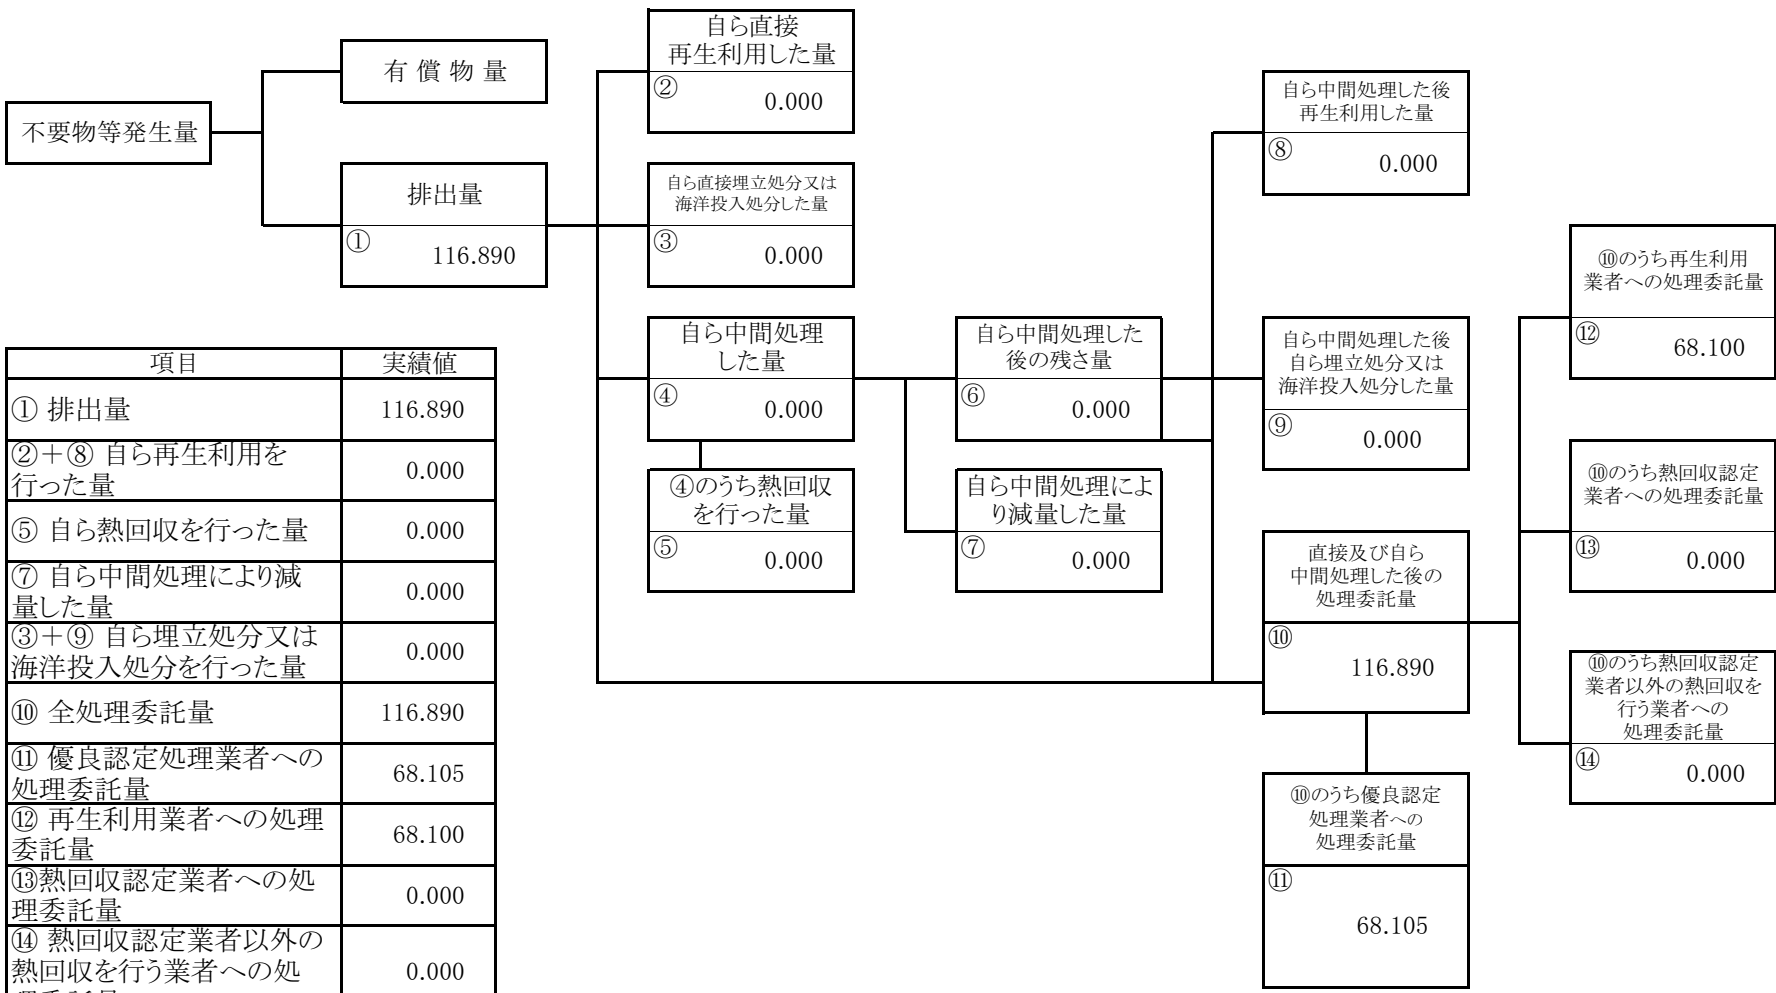 不要物等発生量
有 償 物 量
排出量
①
116.890
自ら直接
再生利用した量
②
0.000
自ら直接埋立処分又は
海洋投入処分した量
③
0.000
自ら中間処理
した量
④
0.000
④のうち熱回収
を行った量
⑤
0.000
自ら中間処理した
後の残さ量
⑥
0.000
自ら中間処理によ
り減量した量
⑦
0.000
自ら中間処理した後
再生利用した量
⑧
0.000
自ら中間処理した後
自ら埋立処分又は
海洋投入処分した量
⑨
0.000
直接及び自ら
中間処理した後の
処理委託量
⑩
116.890
⑩のうち優良認定
処理業者への
処理委託量
⑪
68.105
⑩のうち再生利用
業者への処理委託量
⑫
68.100
⑩のうち熱回収認定
業者への処理委託量
⑬
0.000
⑩のうち熱回収認定
業者以外の熱回収を
行う業者への
処理委託量
⑭
0.000
項目 実績値
① 排出量 116.890
②+⑧ 自ら再生利用を
行った量 0.000
⑤ 自ら熱回収を行った量 0.000
⑦ 自ら中間処理により減
量した量 0.000
③+⑨ 自ら埋立処分又は
海洋投入処分を行った量 0.000
⑩ 全処理委託量 116.890
⑪ 優良認定処理業者への
処理委託量 68.105
⑫ 再生利用業者への処理
委託量 68.100
⑬熱回収認定業者への処
理委託量 0.000
⑭ 熱回収認定業者以外の
熱回収を行う業者への処 0.000